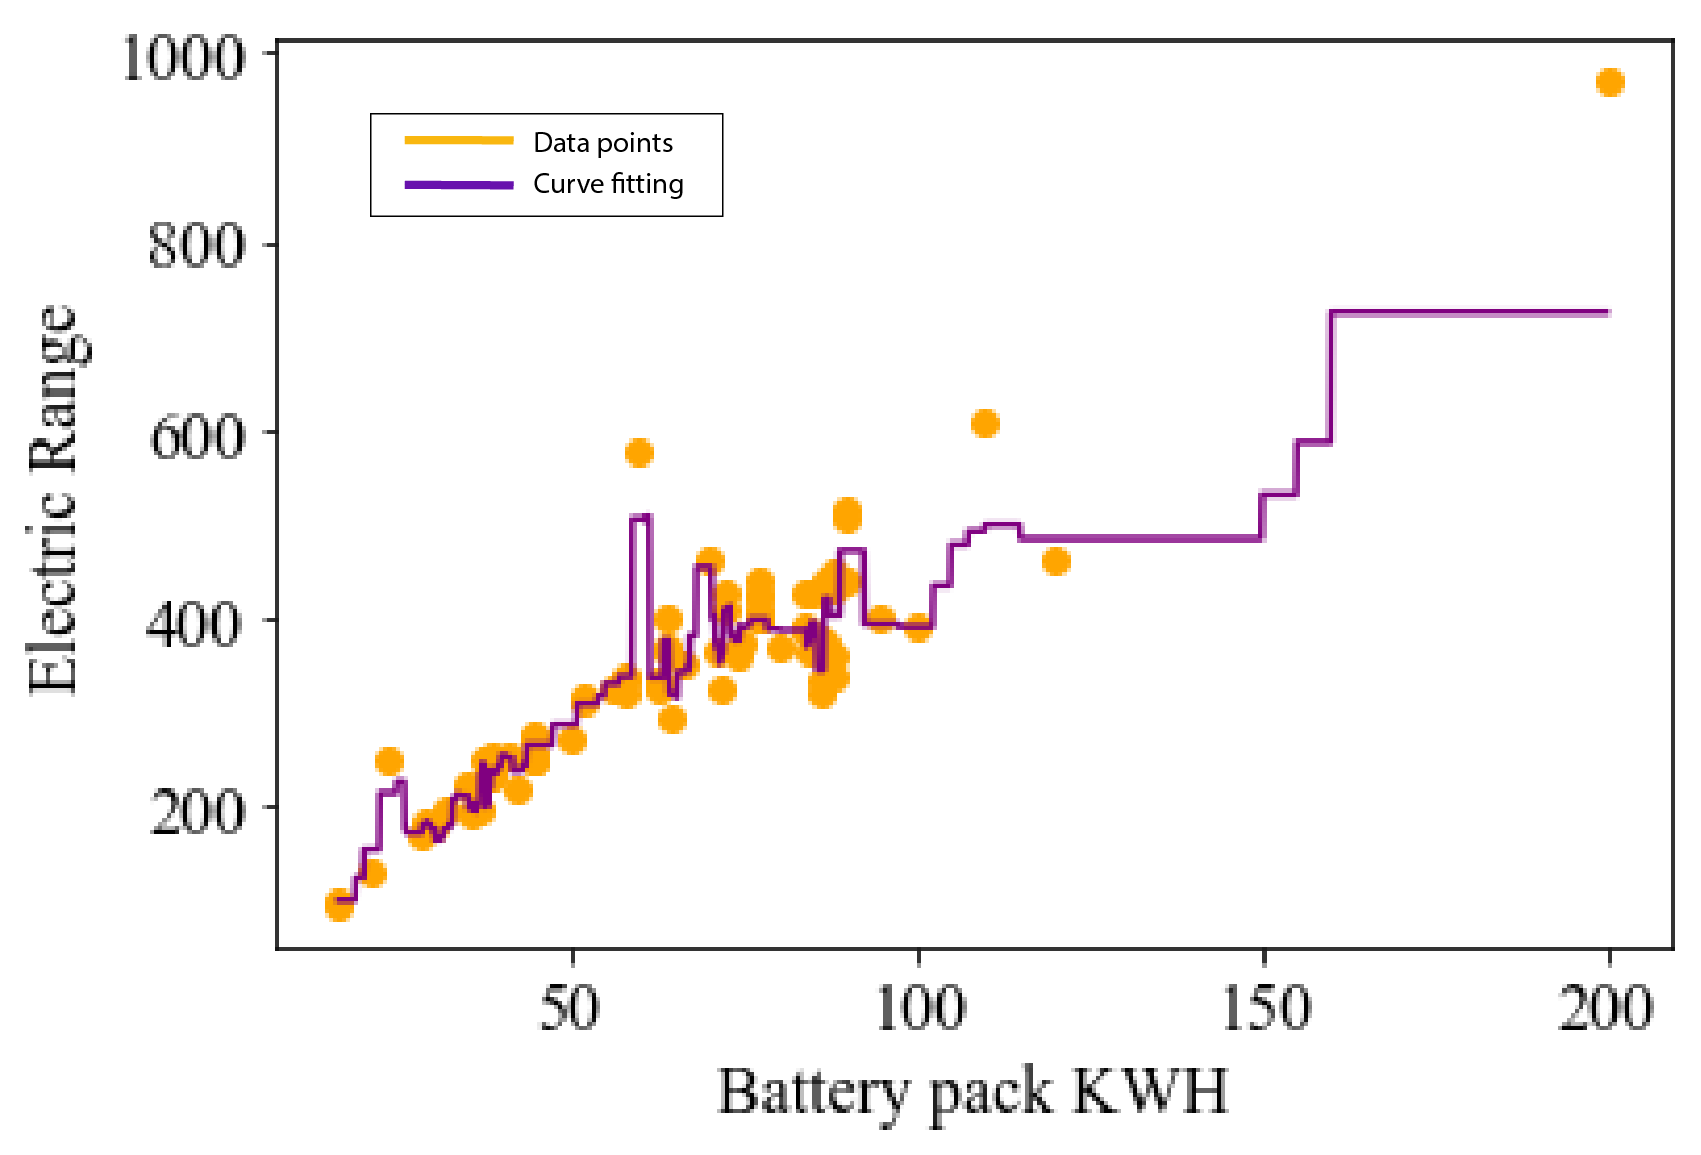 1000
800
600
400
200
Electric Range
Data points
Curve fitting
50 100 150 200
Battery pack KWH